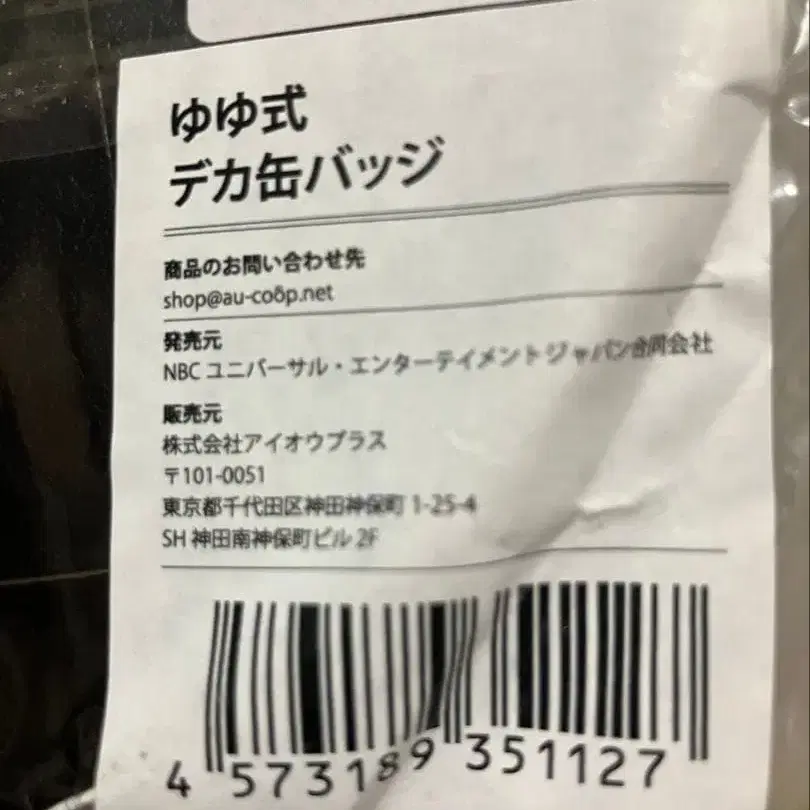 ゆゆ式
デカ缶バッジ
商品のお問い合わせ先
shop@au-coõp.net
発売元
NBC ユニバーサル・エンターテイメントジャパン合同会社
販売元
株式会社アイオウプラス
〒101-0051
東京都千代田区神田神保町 1-25-4
SH 神田南神保町ビル 2F
4 573189 351127